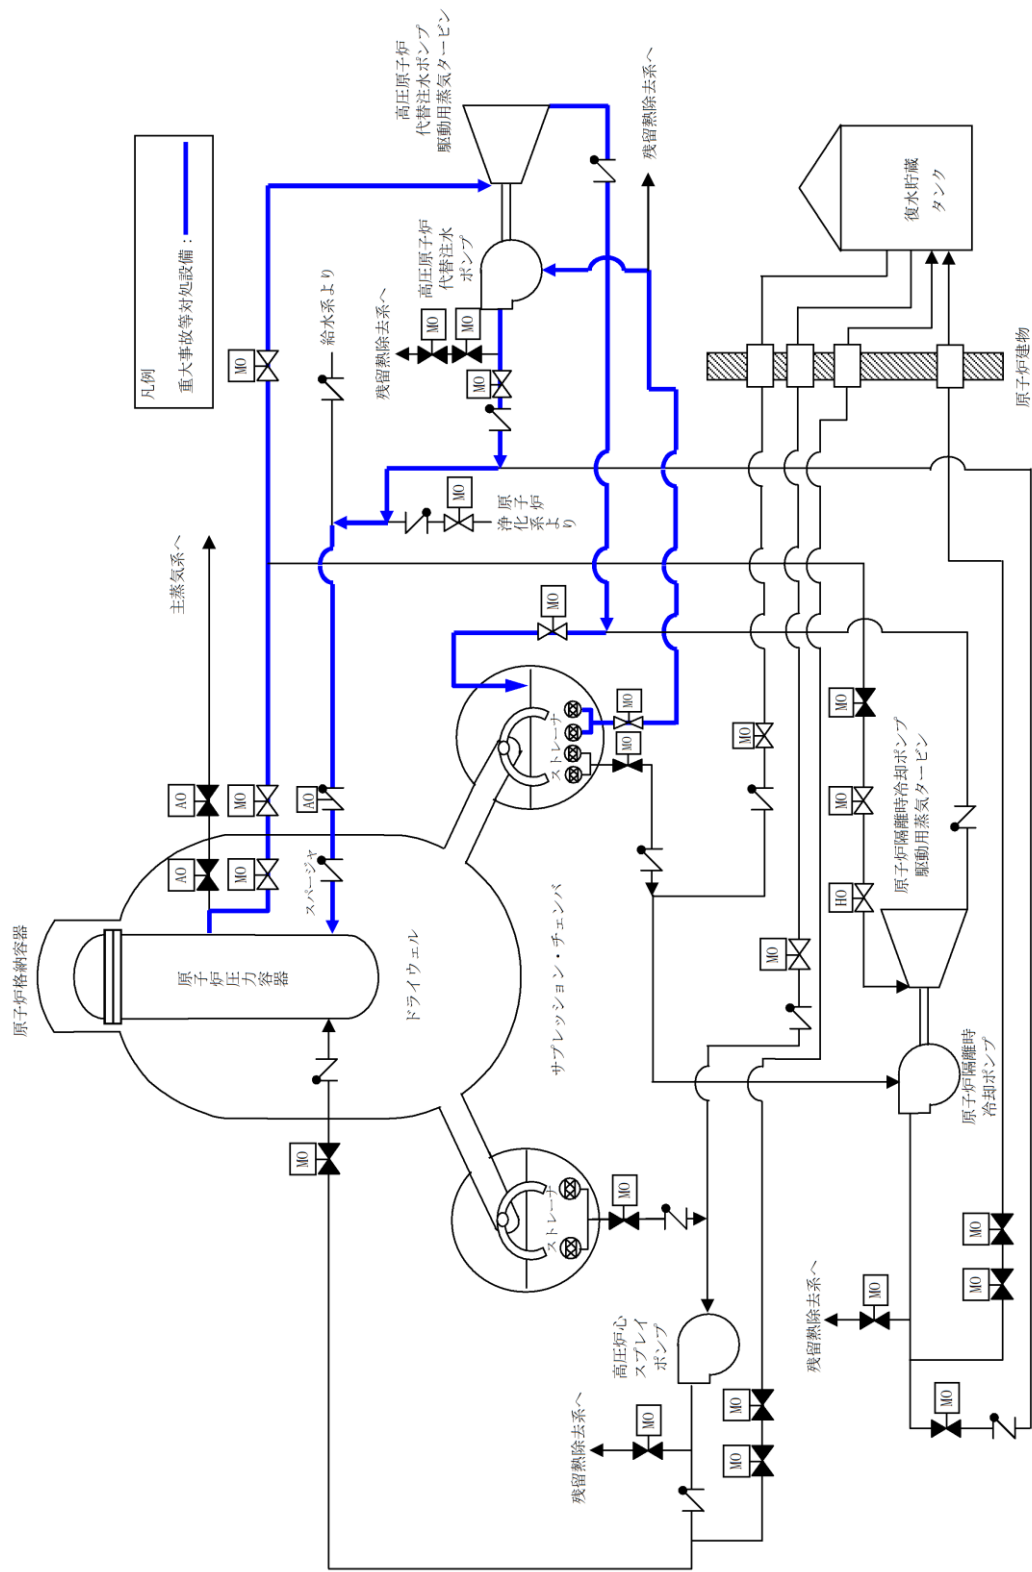 凡例
重大事故等対処設備：
高圧原子炉
代替注水ポンプ
駆動用蒸気タービン
残留熱除去系へ
復水貯蔵
タンク
高圧原子炉
代替注水
ポンプ
給水系より
残留熱除去系へ
MO
MO
MO
MO
原子炉建物
主蒸気系へ
MO
原子炉
浄化系より
MO
AO
AO
MO
MO
AO
スパージャ
ストレーナ
MO
MO
MO
MO
MO
HO
原子炉隔離時冷却ポンプ
駆動用蒸気タービン
原子炉格納容器
原子炉
圧力容器
ドライウェル
サプレッション・チェンバ
MO
原子炉隔離時
冷却ポンプ
MO
ストレーナ
MO
MO
MO
残留熱除去系へ
MO
MO
高圧炉心
スプレイ
ポンプ
残留熱除去系へ
MO
MO
MO